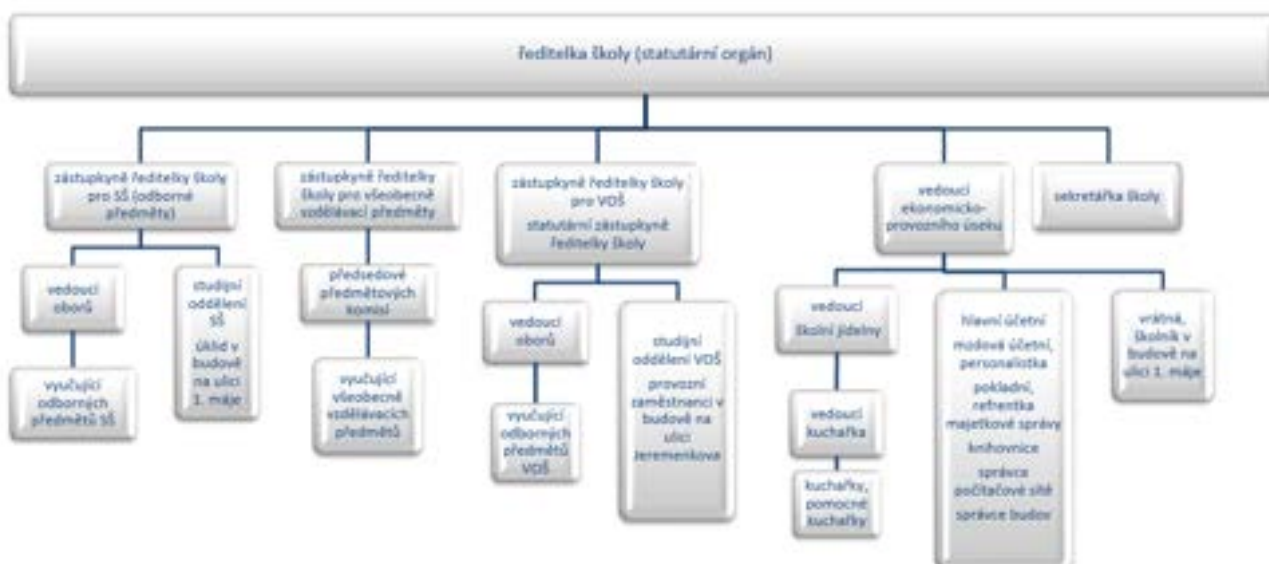 ředitelka školy (statutární orgán)
zástupkyně ředitelky školy
pro SŠ (odborné
předměty)
vedoucí
oborů
vyučující
odborných
předmětů SŠ
studijní
oddělení
SŠ
úklid v
budově
na ulici
1. máje
zástupkyně ředitelky
školy pro všeobecně
vzdělávací předměty
předsedové
předmětových
komisí
vyučující
všeobecně
vzdělávacích
předmětů
zástupkyně ředitelky školy
pro VOŠ
statutární zástupkyně
ředitelky školy
vedoucí
oborů
vyučující
odborných
předmětů
VOŠ
studijní
oddělení VOŠ
provozní
zaměstnanci v
budově na
ulici
Jeremenkova
vedoucí
ekonomicko-
provozního úseku
vedoucí
školní jídelny
vedoucí
kuchařka
kuchařky,
pomocné
kuchařky
hlavní účetní
mzdová účetní,
personalistka
pokladní,
refrentka
majetkové správy
knihovnice
správce
počítačové sítě
správce budov
vrátná,
školník v
budově na
ulici 1. máje
sekretářka školy